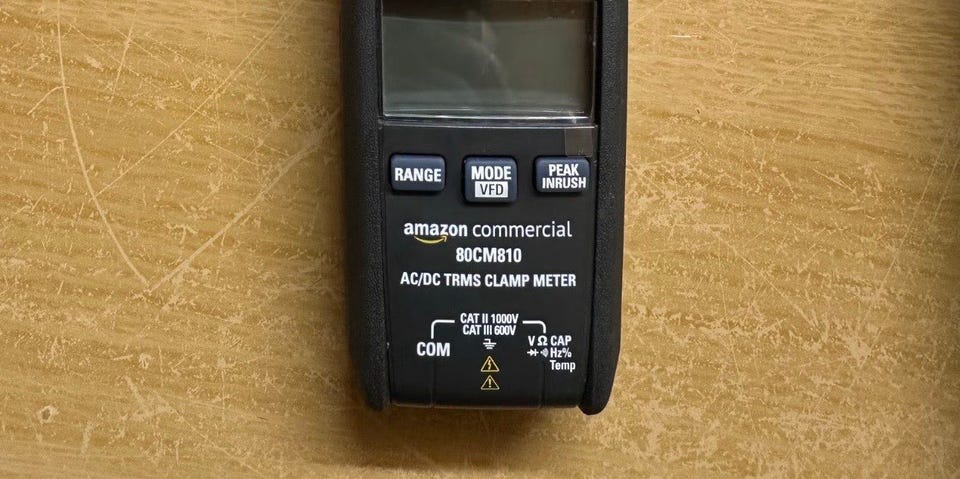 RANGE
MODE
VFD
PEAK
INRUSH
amazon commercial
80CM810
AC/DC TRMS CLAMP METER
CAT II 1000V
CAT III 600V
COM
V Ω CAP
Hz%
Temp